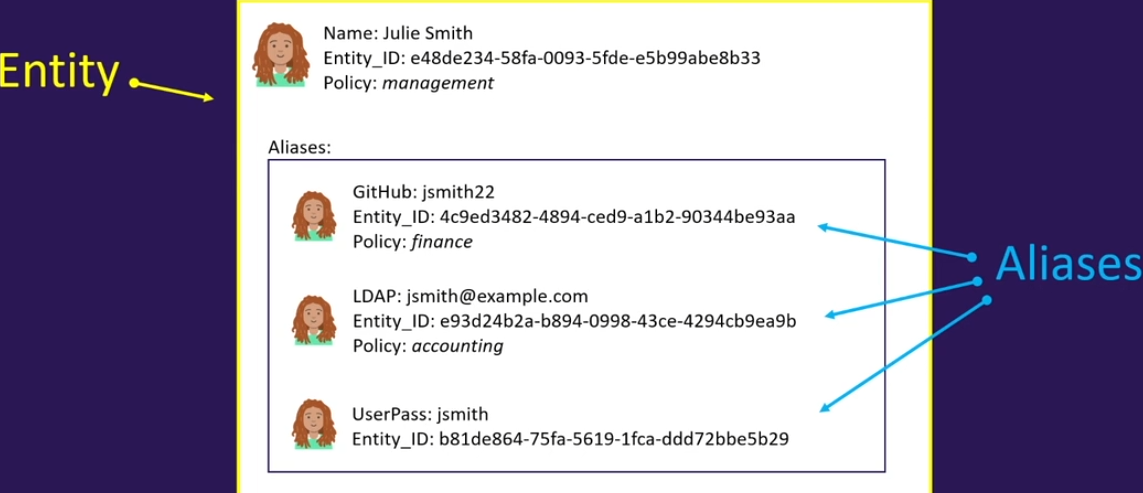 Entity
Name: Julie Smith
Entity_ID: e48de234-58fa-0093-5fde-e5b99abe8b33
Policy: management
Aliases:
GitHub: jsmith22
Entity_ID: 4c9ed3482-4894-ced9-a1b2-90344be93aa
Policy: finance
LDAP: jsmith@example.com
Entity_ID: e93d24b2a-b894-0998-43ce-4294cb9ea9b
Policy: accounting
UserPass: jsmith
Entity_ID: b81de864-75fa-5619-1fca-ddd72bbe5b29
Aliases